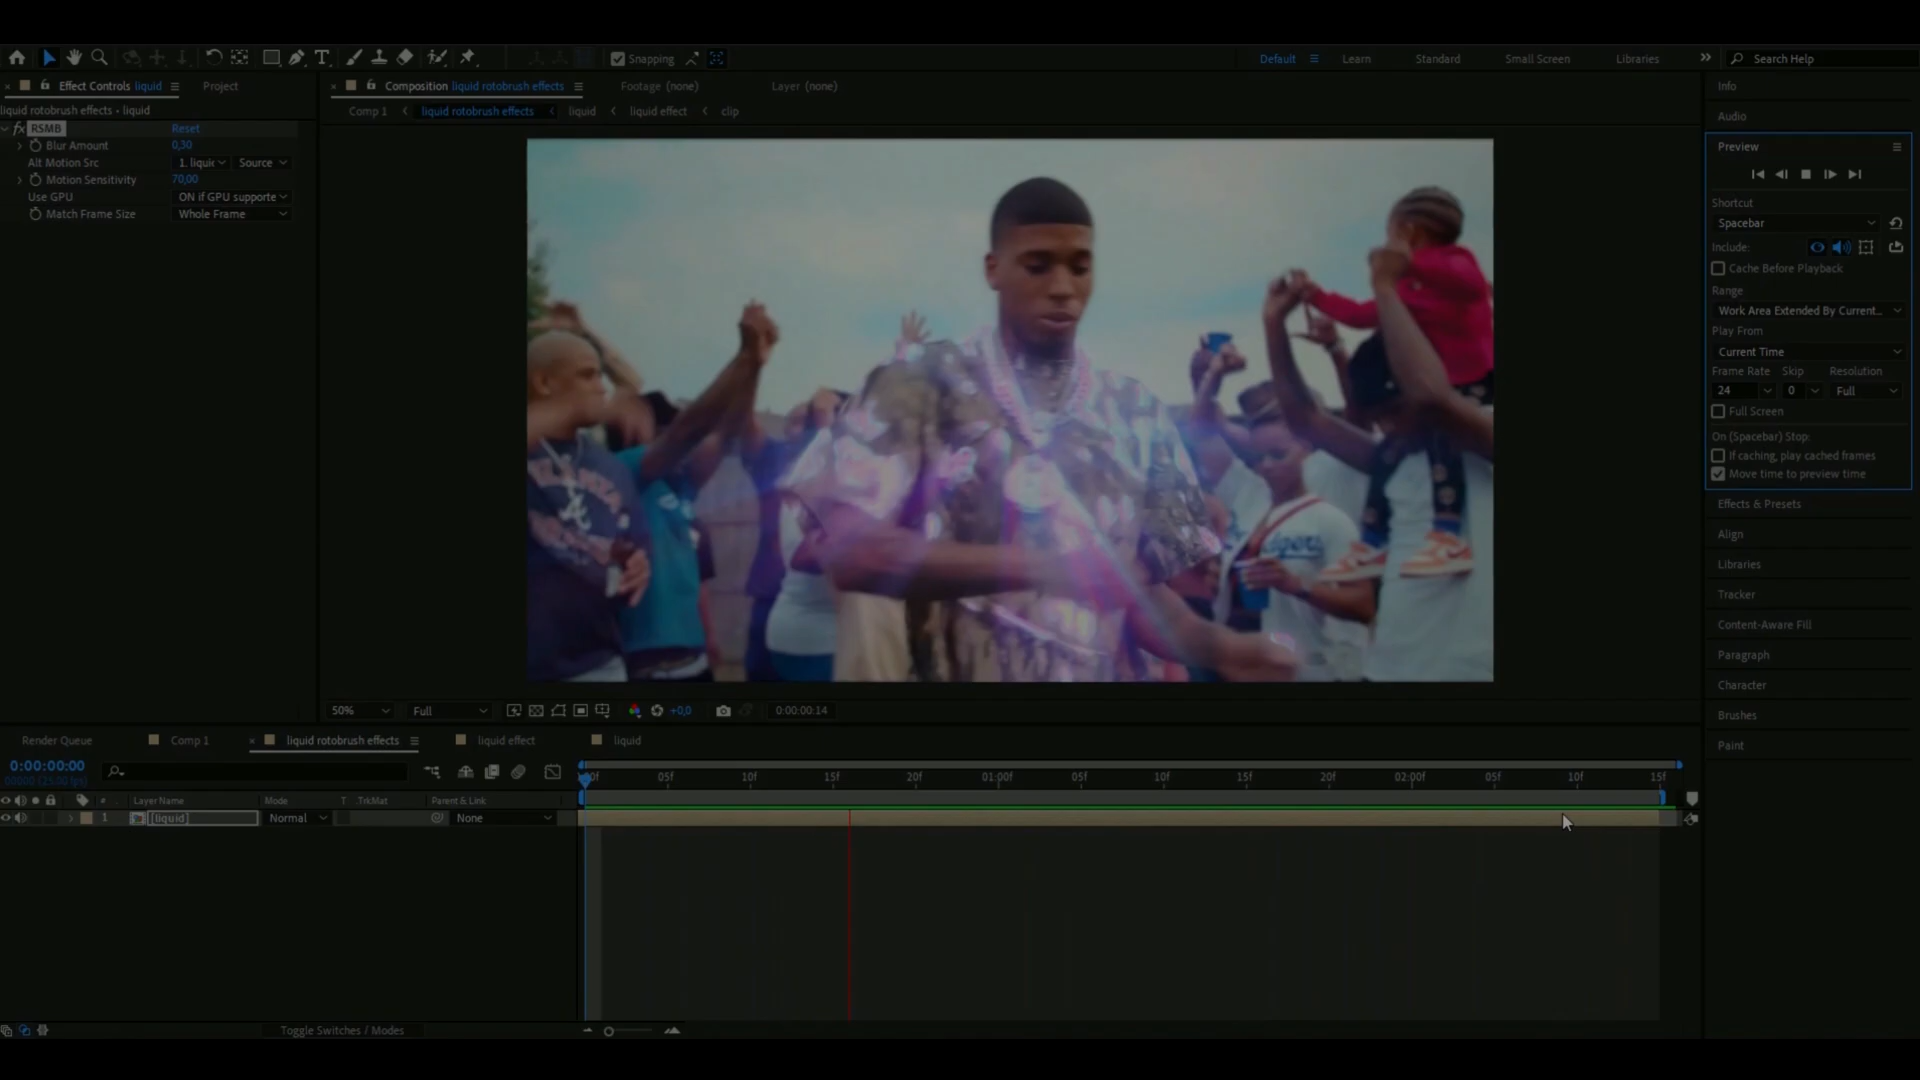 Snapping
Default
Learn
Standard
Small Screen
Libraries
Search Help
Effect Controls liquid
Project
Composition liquid rotobrush effects
Footage (none)
Layer (none)
Info
liquid rotobrush effects • liquid
Comp 1
liquid rotobrush effects
liquid
liquid effect
clip
Audio
fx RSMB
Reset
Blur Amount
0,30
Alt Motion Src
1. liquic
Source
Motion Sensitivity
70,00
Use GPU
ON if GPU supporte
Match Frame Size
Whole Frame
Preview
Shortcut
Spacebar
Include:
Cache Before Playback
Range
Work Area Extended By Current...
Play From
Current Time
Frame Rate
Skip
Resolution
24
0
Full
Full Screen
On (Spacebar) Stop:
If caching, play cached frames
Move time to preview time
Effects & Presets
Align
Libraries
Tracker
Content-Aware Fill
Paragraph
Character
Brushes
Paint
50%
Full
+0,0
0:00:00:14
Render Queue
Comp 1
liquid rotobrush effects
liquid effect
liquid
0:00:00:00
00000 (25.00 fps)
05f
10f
15f
20f
01:00f
05f
10f
15f
20f
02:00f
05f
10f
15f
#
Layer Name
Mode
T
.TrkMat
Parent & Link
1
[liquid]
Normal
None
Toggle Switches / Modes